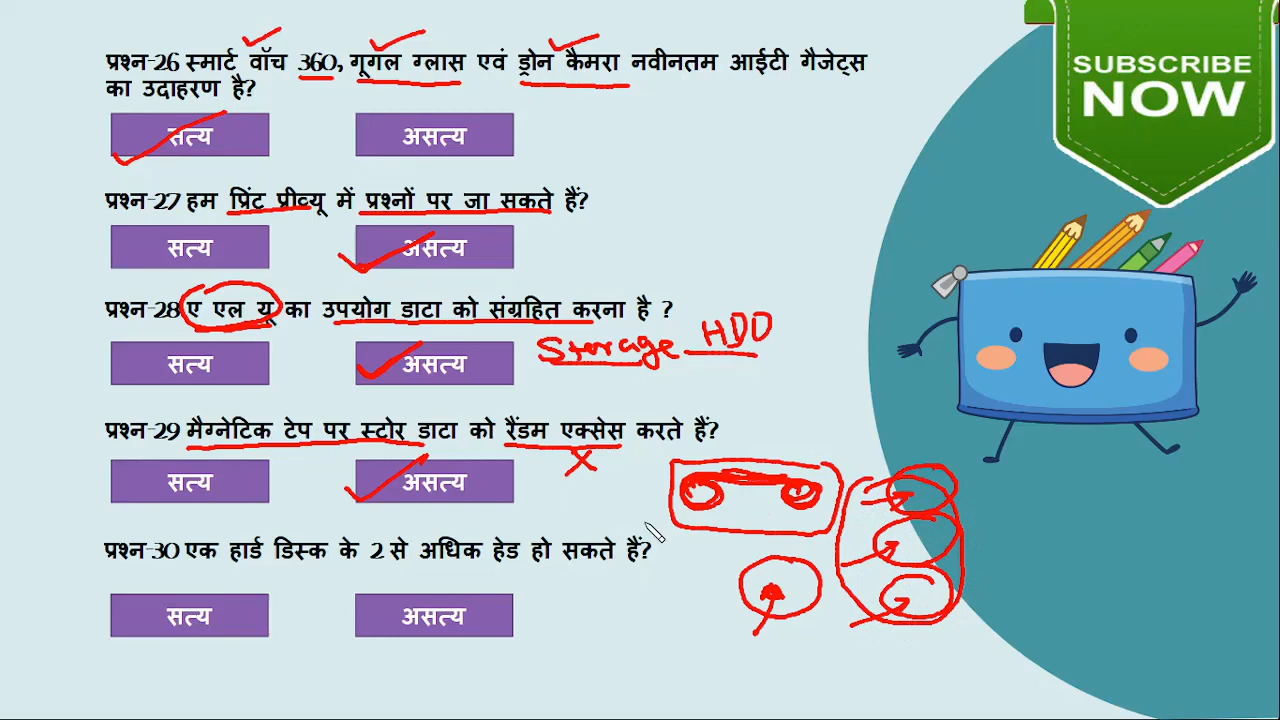 प्रश्न-26 स्मार्ट वॉच 360, गूगल ग्लास एवं ड्रोन कैमरा नवीनतम आईटी गैजेट्स
का उदाहरण है?
सत्य असत्य
प्रश्न-27 हम प्रिंट प्रीव्यू में प्रश्नों पर जा सकते हैं?
सत्य असत्य
प्रश्न-28 ए एल यू का उपयोग डाटा को संग्रहित करना है ?
सत्य असत्य
Storage HDD
प्रश्न-29 मैग्नेटिक टेप पर स्टोर डाटा को रैंडम एक्सेस करते हैं?
सत्य असत्य
प्रश्न-30 एक हार्ड डिस्क के 2 से अधिक हेड हो सकते हैं?
सत्य असत्य
SUBSCRIBE
NOW